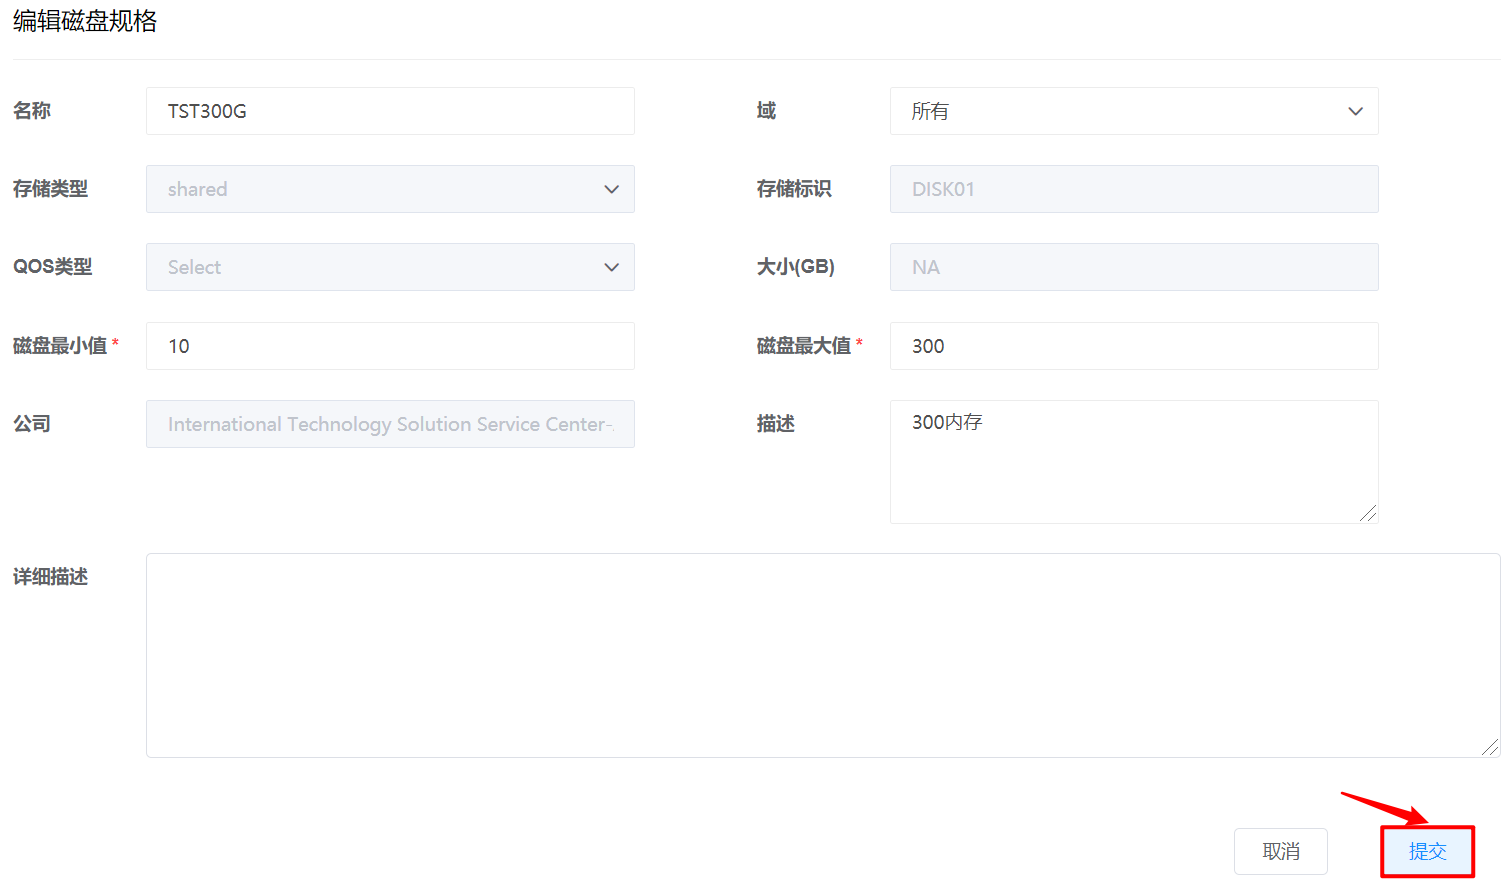 编辑磁盘规格
名称 TST300G 域 所有
存储类型 shared 存储标识 DISK01
QOS类型 Select 大小(GB) NA
磁盘最小值 * 10 磁盘最大值 * 300
公司 International Technology Solution Service Center- 描述 300内存
详细描述
取消 提交